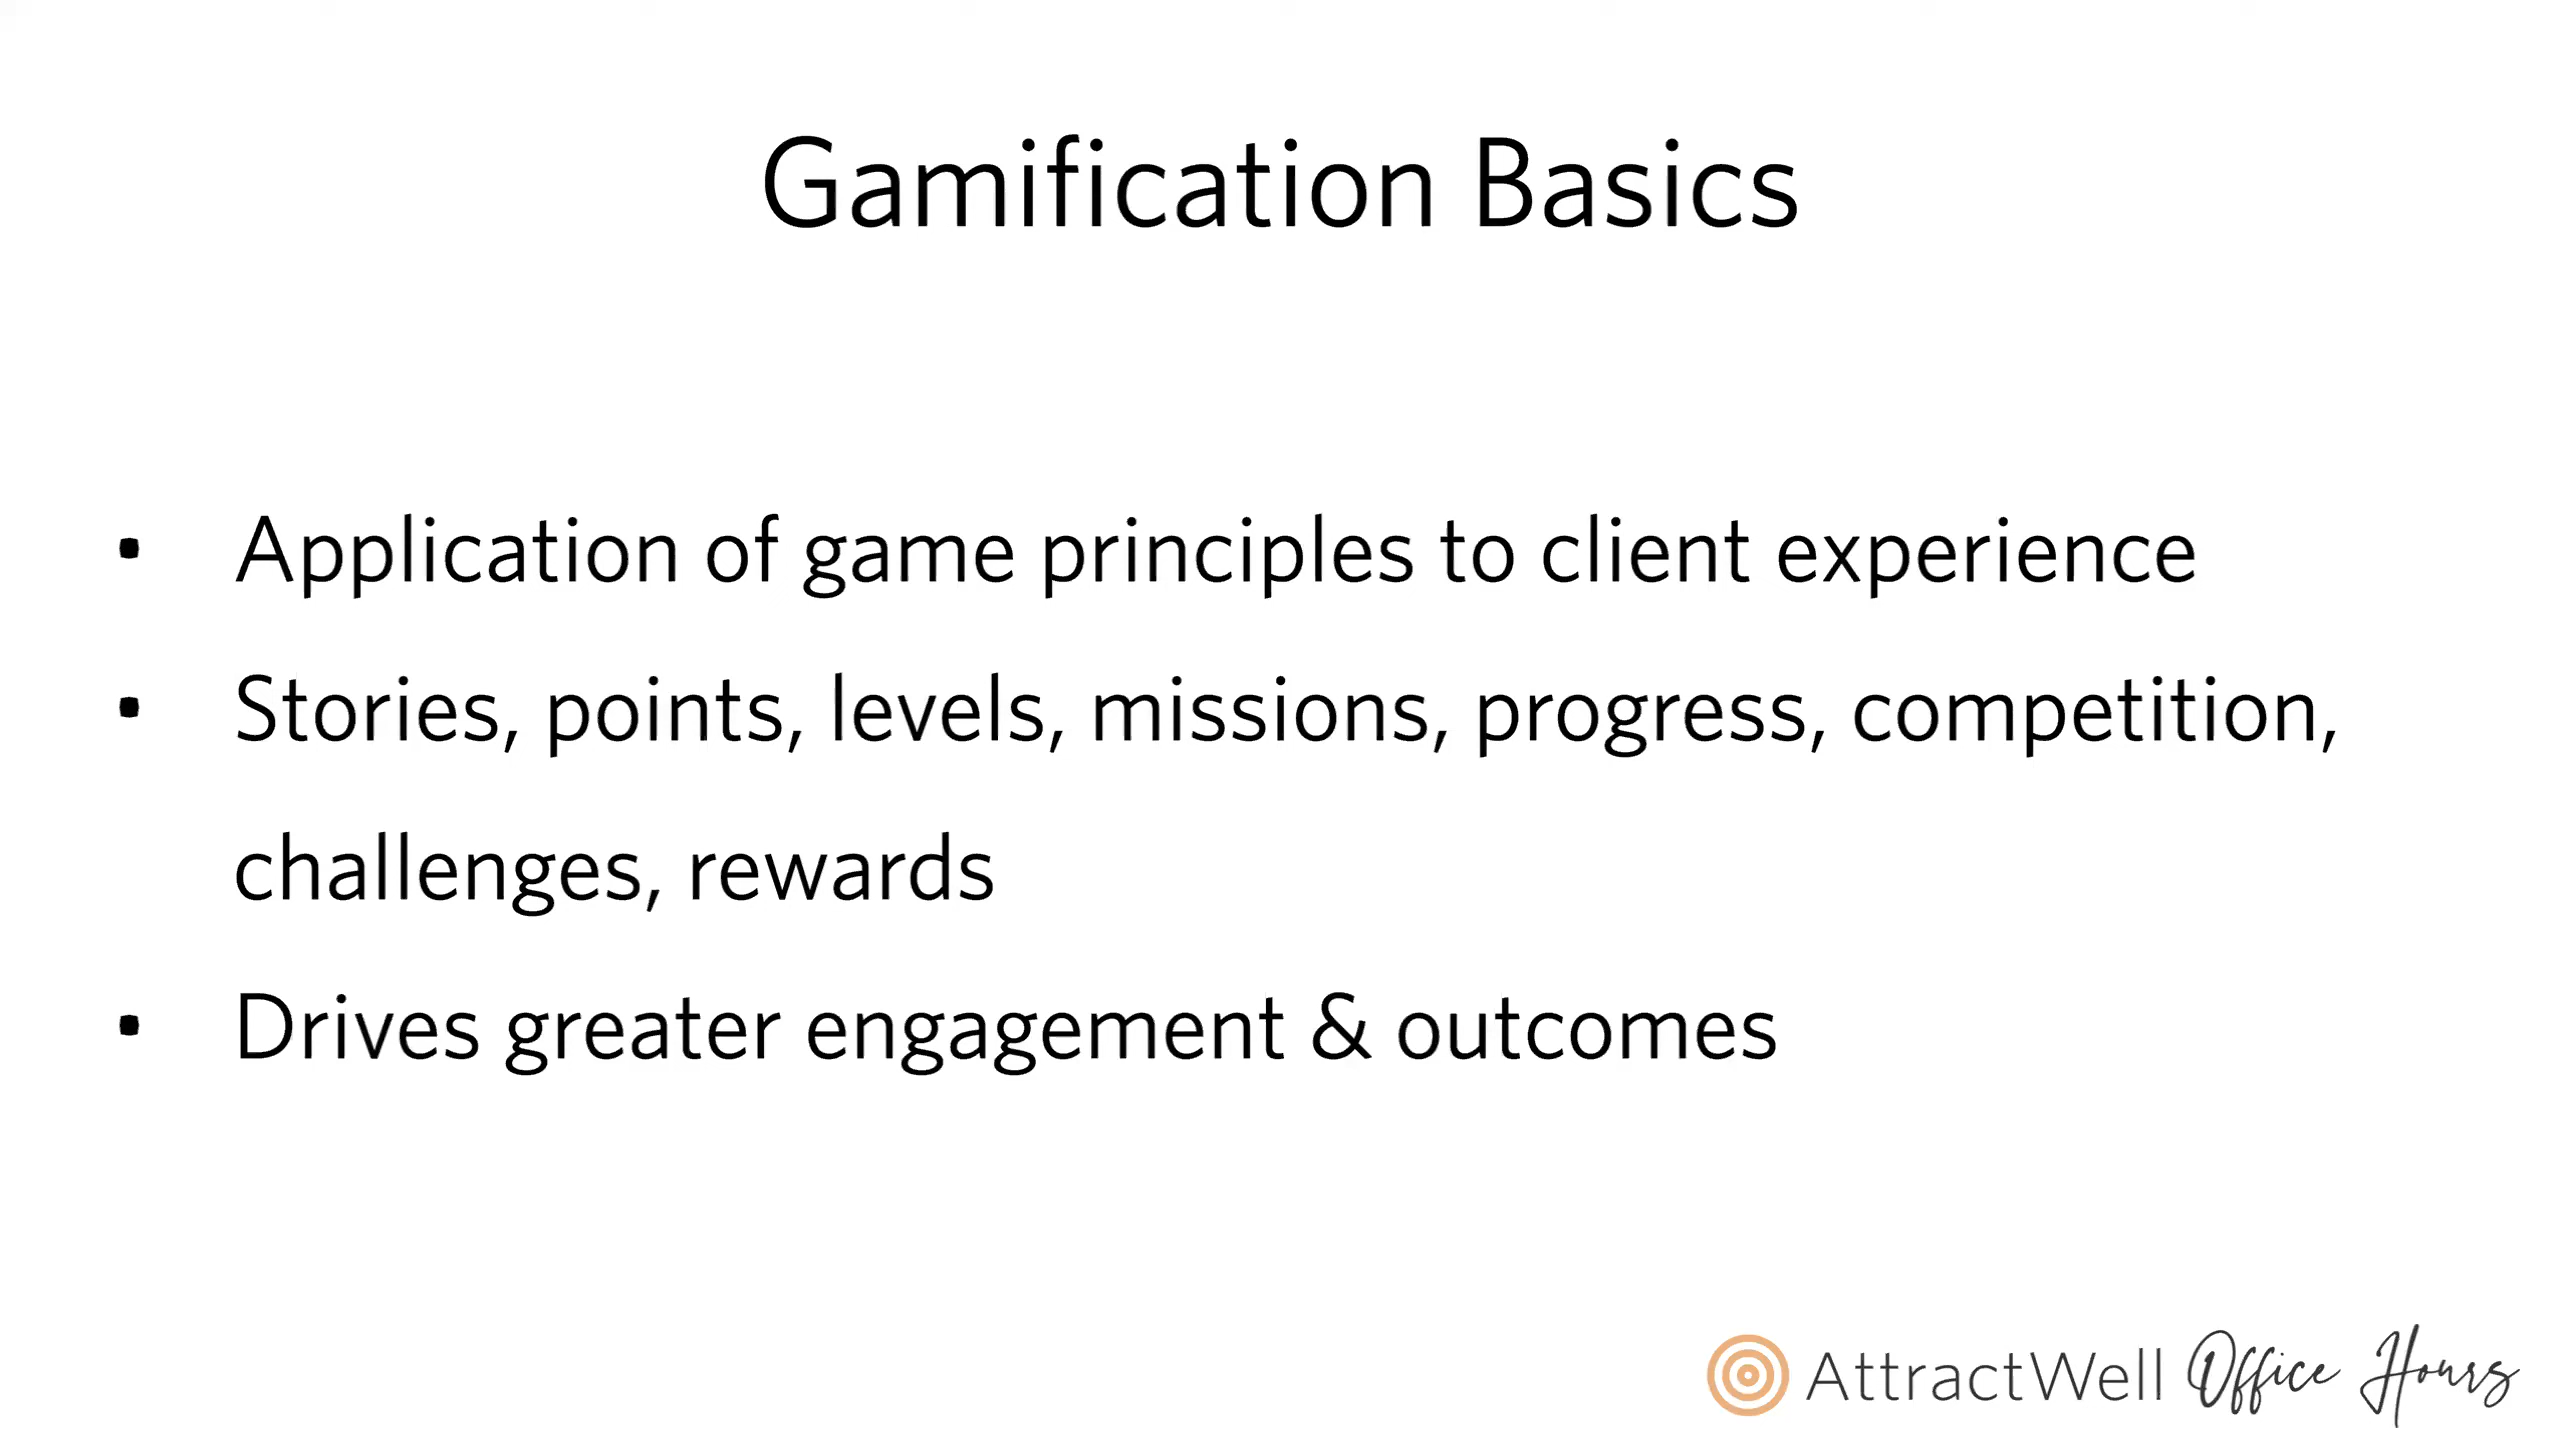 Gamification Basics
▪ Application of game principles to client experience
▪ Stories, points, levels, missions, progress, competition,
challenges, rewards
▪ Drives greater engagement & outcomes
AttractWell Office Hours